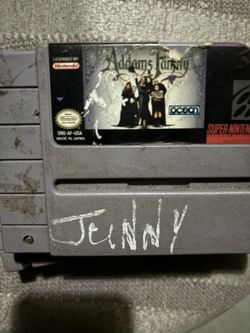 LICENSED BY
Nintendo
Addams Family
ocean
SNS-AF-USA
MADE IN JAPAN
SUPER NINTENDO
JENNY